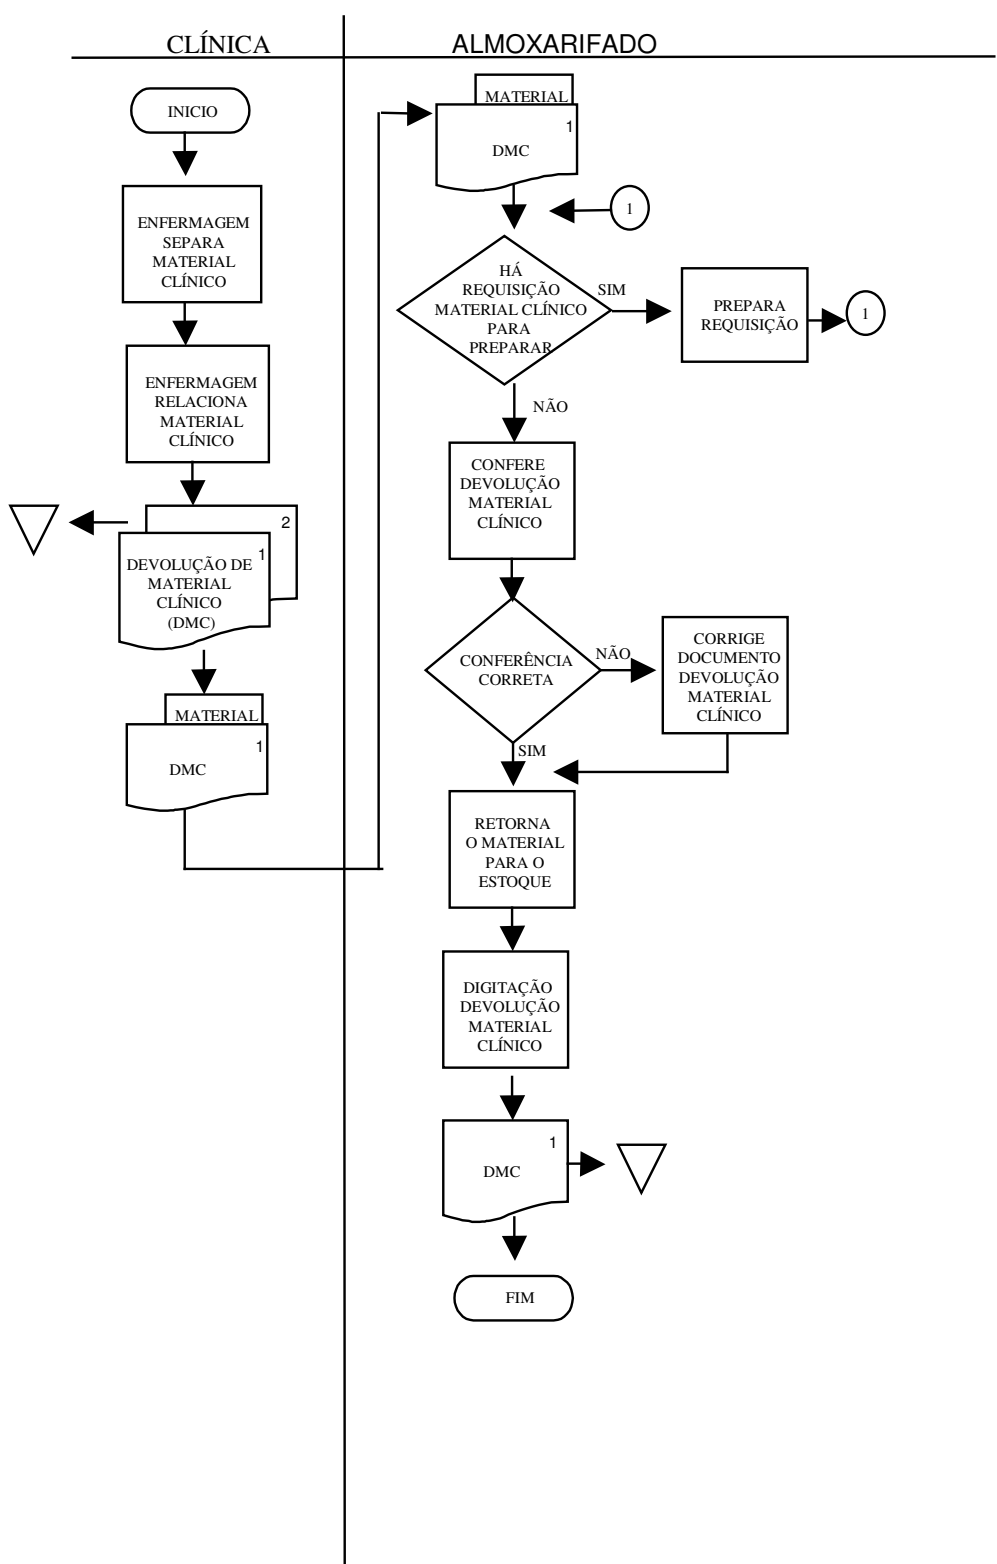 CLÍNICA
ALMOXARIFADO
INICIO
ENFERMAGEM
SEPARA
MATERIAL
CLÍNICO
ENFERMAGEM
RELACIONA
MATERIAL
CLÍNICO
2
1
DEVOLUÇÃO DE
MATERIAL
CLÍNICO
(DMC)
MATERIAL
1
DMC
MATERIAL
1
DMC
1
HÁ
REQUISIÇÃO
MATERIAL CLÍNICO
PARA
PREPARAR
SIM
PREPARA
REQUISIÇÃO
1
NÃO
CONFERE
DEVOLUÇÃO
MATERIAL
CLÍNICO
CONFERÊNCIA
CORRETA
NÃO
CORRIGE
DOCUMENTO
DEVOLUÇÃO
MATERIAL
CLÍNICO
SIM
RETORNA
O MATERIAL
PARA O
ESTOQUE
DIGITAÇÃO
DEVOLUÇÃO
MATERIAL
CLÍNICO
1
DMC
FIM